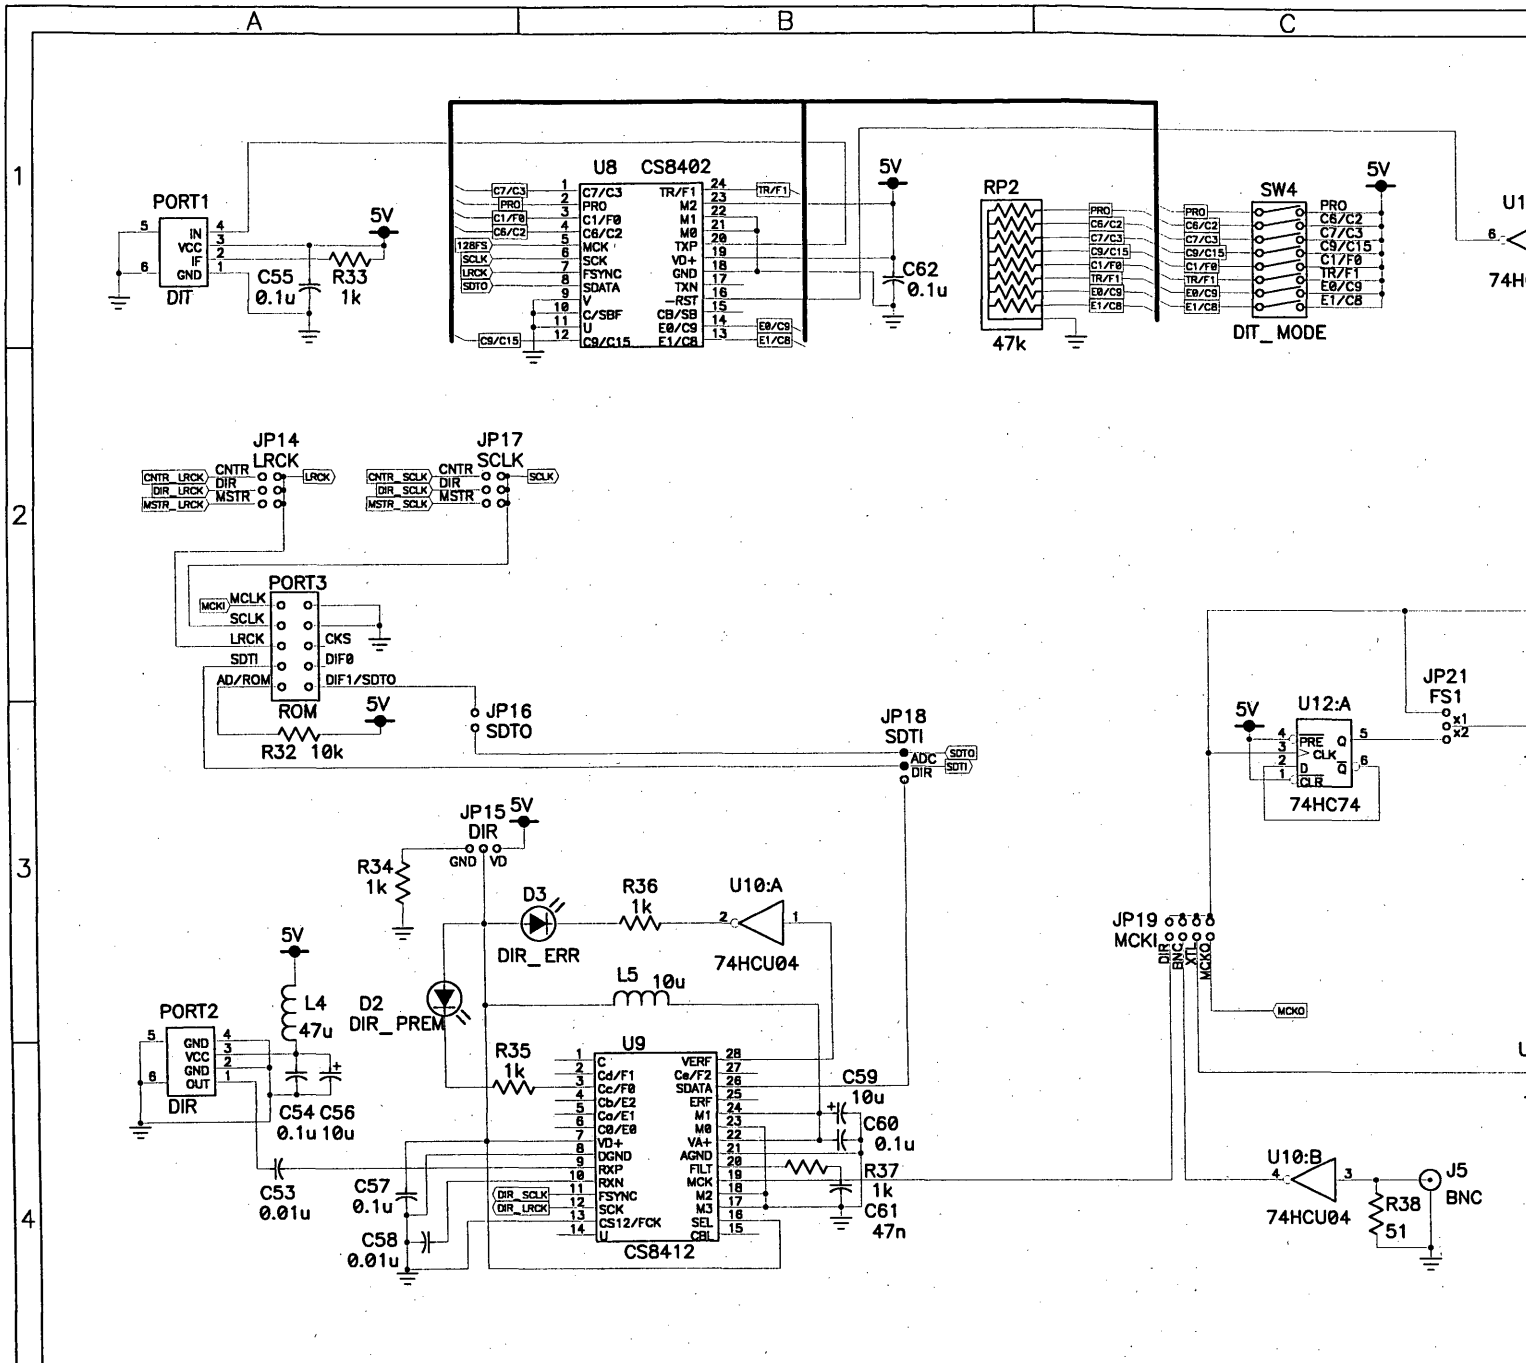 A B C
1
2
3
4
PORT1
5 IN 4
VCC 3
IF 2
6 GND 1
DIT
5V
C55
0.1u
R33
1k
U8 CS8402
C7/C3 1 C7/C3 TR/F1 24 TR/F1
PRO 2 PRO M2 23
C1/F0 3 C1/F0 M1 22
C6/C2 4 C6/C2 M0 21
128FS 5 MCK TXP 20
SCLK 6 SCK VD+ 19
LRCK 7 FSYNC GND 18
SDTO 8 SDATA TXN 17
9 V -RST 16
10 C/SBF CB/SB 15
11 U E0/C9 14 E0/C9
C9/C15 12 C9/C15 E1/C8 13 E1/C8
5V
C62
0.1u
RP2
47k
PRO
C6/C2
C7/C3
C9/C15
C1/F0
TR/F1
E0/C9
E1/C8
SW4
5V
PRO PRO
C6/C2 C6/C2
C7/C3 C7/C3
C9/C15 C9/C15
C1/F0 C1/F0
TR/F1 TR/F1
E0/C9 E0/C9
E1/C8 E1/C8
DIT_MODE
U1
6
74H
JP14
LRCK
CNTR_LRCK CNTR LRCK
DIR_LRCK DIR
MSTR_LRCK MSTR
JP17
SCLK
CNTR_SCLK CNTR SCLK
DIR_SCLK DIR
MSTR_SCLK MSTR
PORT3
MCKI MCLK
SCLK
LRCK CKS
SDTI DIF0
AD/ROM DIF1/SDTO
ROM
5V
R32 10k
JP16
SDTO
JP18
SDTI
SDTO
ADC
SDTI
DIR
JP21
FS1
x1
x2
U12:A
5V
4 PRE Q 5
3 CLK
2 D Q 6
1 CLR
74HC74
JP15 5V
DIR
GND VD
R34
1k
D3
DIR_ERR
R36
1k
U10:A
2 1
74HCU04
L5 10u
D2
DIR_PREM
JP19
MCKI
DIR
BNC
XTL
MCKO
MCKO
5V
L4
47u
PORT2
5 GND 4
VCC 3
GND 2
6 OUT 1
DIR
C54 C56
0.1u 10u
C53
0.01u
R35
1k
U9
1 C VERF 28
2 Cd/F1 Ce/F2 27
3 Cc/F0 SDATA 26
4 Cb/E2 ERF 25
5 Ca/E1 M1 24
6 C0/E0 M0 23
7 VD+ VA+ 22
8 DGND AGND 21
9 RXP FILT 20
10 RXN MCK 19
DIR_SCLK 11 FSYNC M2 18
DIR_LRCK 12 SCK M3 17
13 CS12/FCK SEL 16
14 U CBL 15
CS8412
C57
0.1u
C58
0.01u
C59
+ 10u
C60
0.1u
R37
1k
C61
47n
U10:B
4 3
74HCU04
J5
BNC
R38
51
U
+